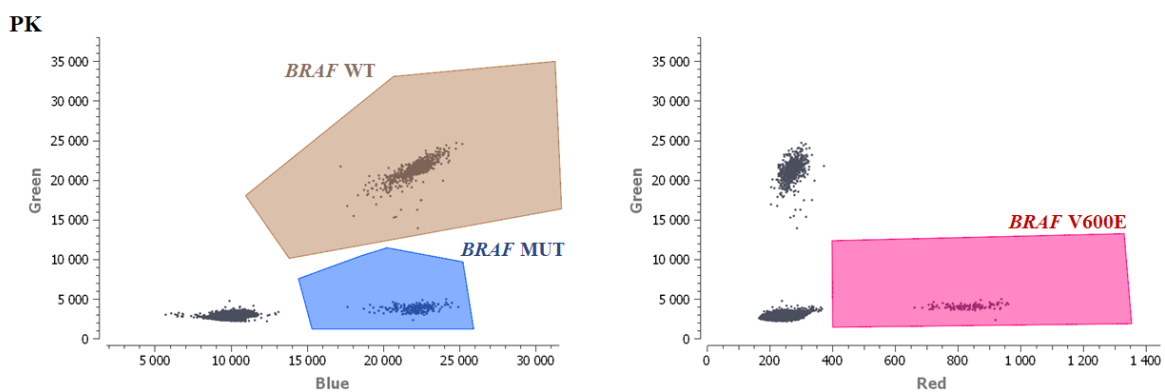 PK
35 000
30 000
25 000
20 000
15 000
10 000
5 000
0
Green
BRAF WT
BRAF MUT
5 000 10 000 15 000 20 000 25 000 30 000
Blue
35 000
30 000
25 000
20 000
15 000
10 000
5 000
0
Green
BRAF V600E
0 200 400 600 800 1 000 1 200 1 400
Red